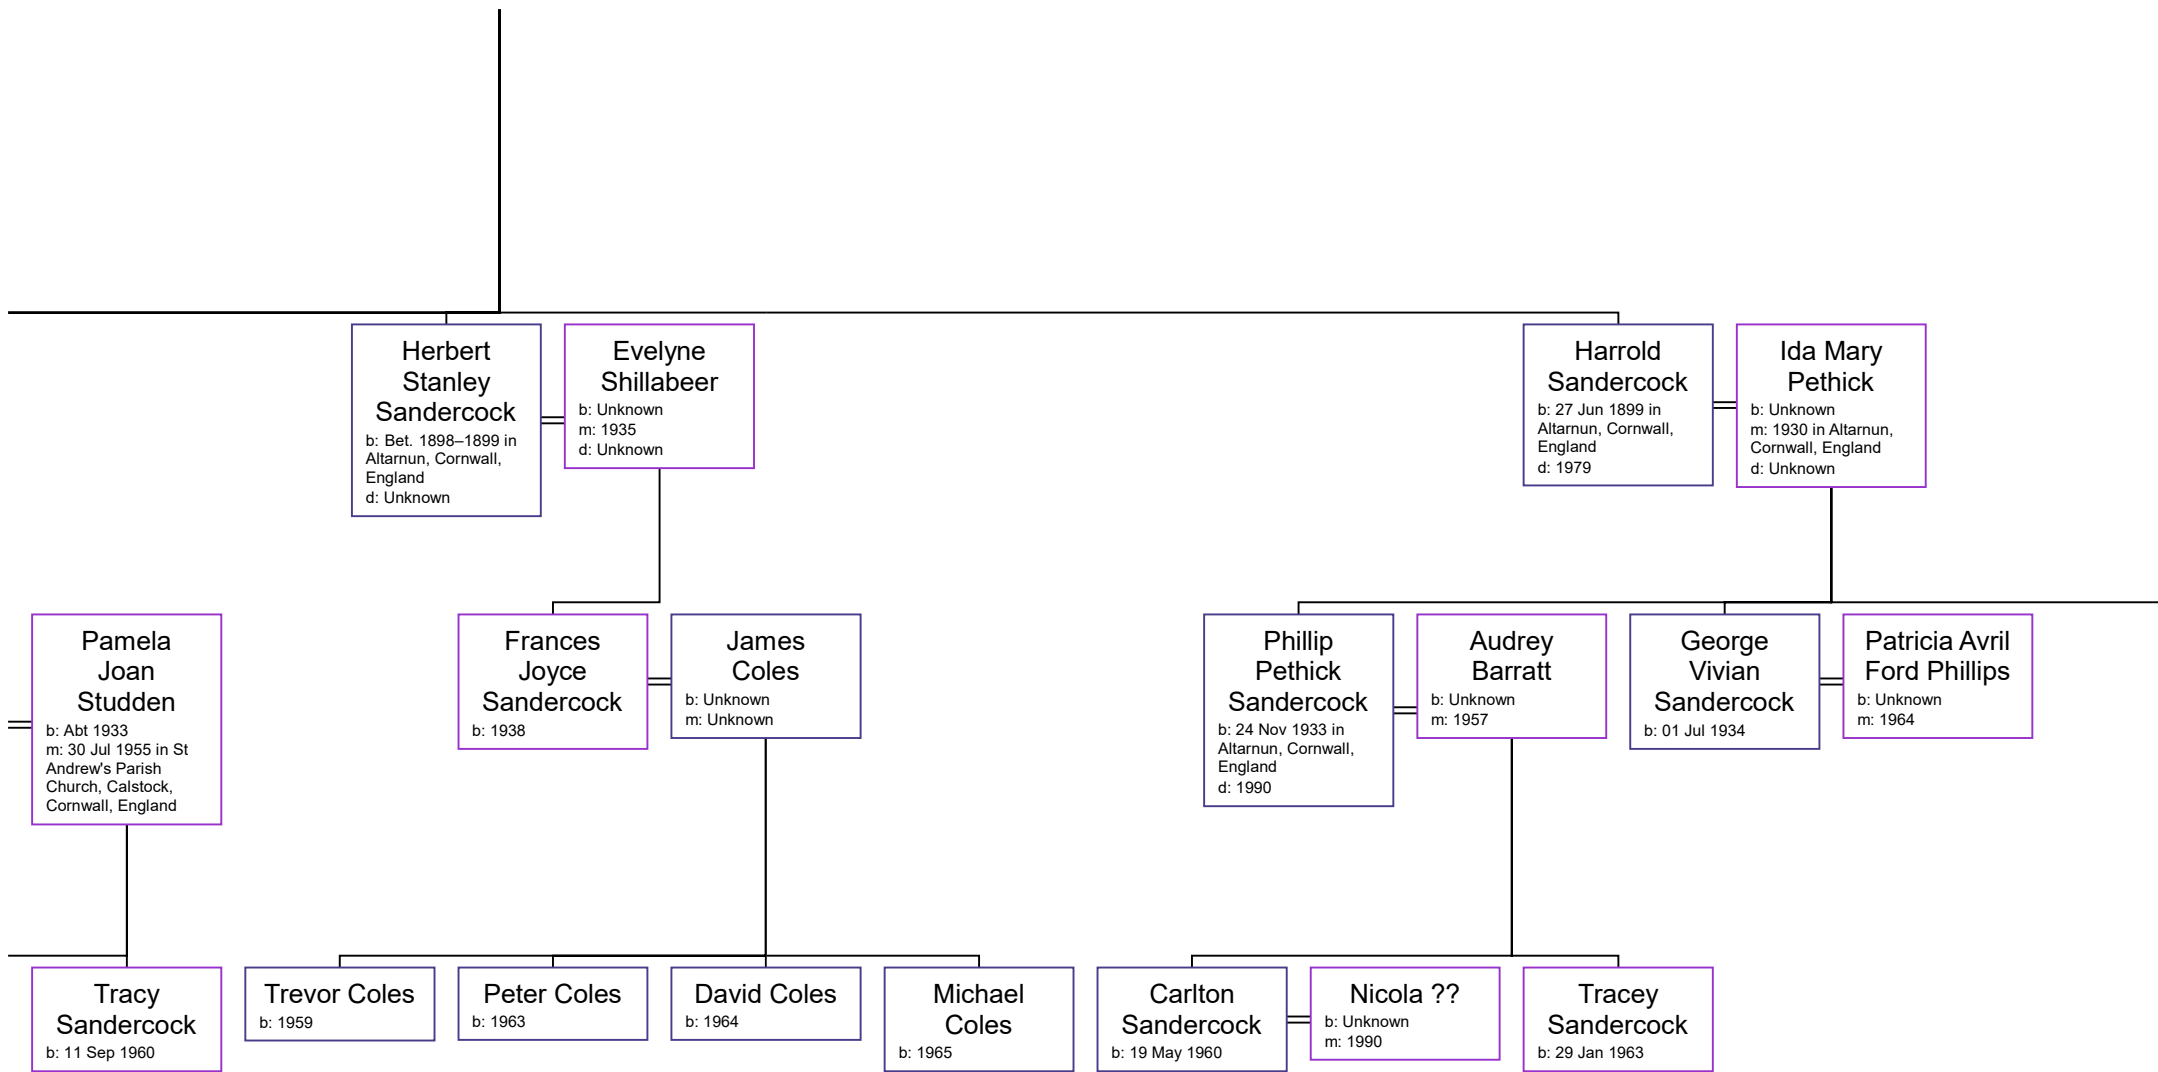 Herbert
Stanley
Sandercock
b: Bet. 1898–1899 in
Altarnun, Cornwall,
England
d: Unknown
Evelyne
Shillabeer
b: Unknown
m: 1935
d: Unknown
Harrold
Sandercock
b: 27 Jun 1899 in
Altarnun, Cornwall,
England
d: 1979
Ida Mary
Pethick
b: Unknown
m: 1930 in Altarnun,
Cornwall, England
d: Unknown
Pamela
Joan
Studden
b: Abt 1933
m: 30 Jul 1955 in St
Andrew's Parish
Church, Calstock,
Cornwall, England
Frances
Joyce
Sandercock
b: 1938
James
Coles
b: Unknown
m: Unknown
Phillip
Pethick
Sandercock
b: 24 Nov 1933 in
Altarnun, Cornwall,
England
d: 1990
Audrey
Barratt
b: Unknown
m: 1957
George
Vivian
Sandercock
b: 01 Jul 1934
Patricia Avril
Ford Phillips
b: Unknown
m: 1964
Tracy
Sandercock
b: 11 Sep 1960
Trevor Coles
b: 1959
Peter Coles
b: 1963
David Coles
b: 1964
Michael
Coles
b: 1965
Carlton
Sandercock
b: 19 May 1960
Nicola ??
b: Unknown
m: 1990
Tracey
Sandercock
b: 29 Jan 1963